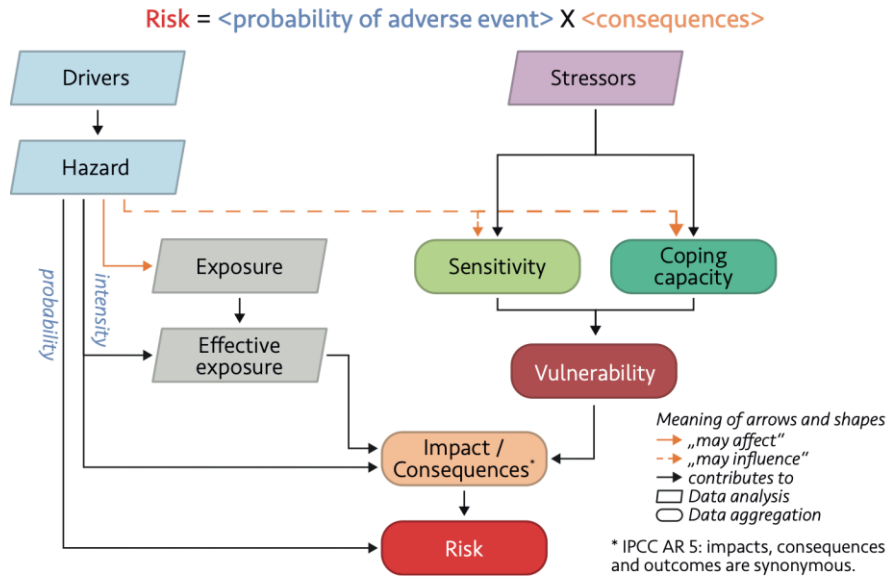 Risk = <probability of adverse event> X <consequences>
Drivers
Stressors
Hazard
probability
intensity
Exposure
Sensitivity
Coping
capacity
Effective
exposure
Vulnerability
Impact /
Consequences*
Risk
Meaning of arrows and shapes
„may affect“
„may influence“
contributes to
Data analysis
Data aggregation
* IPCC AR 5: impacts, consequences
and outcomes are synonymous.